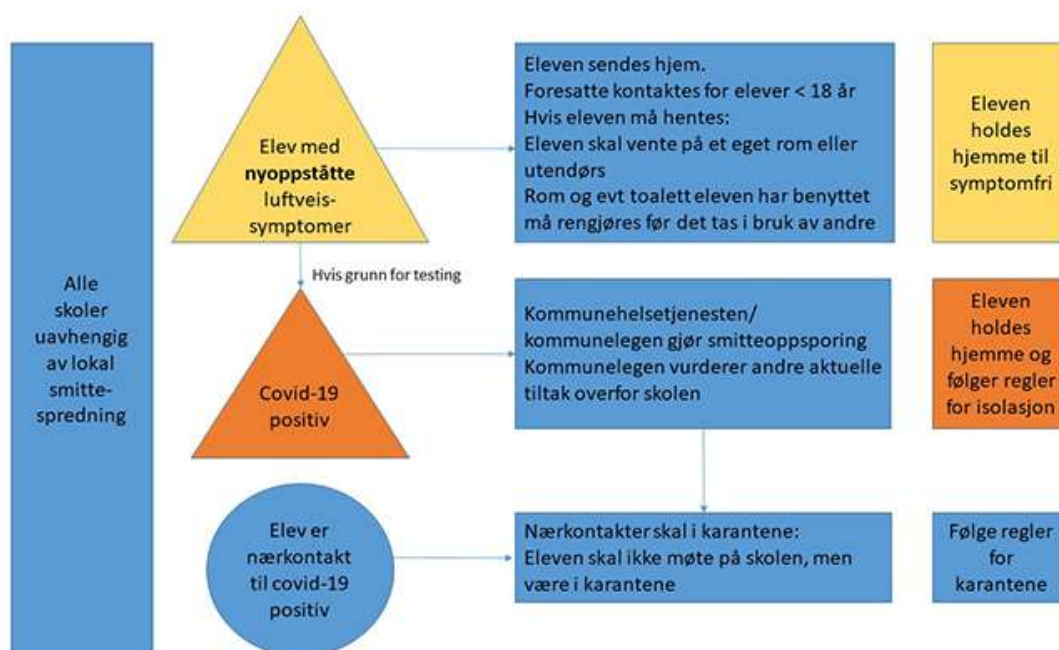 Alle
skoler
uavhengig
av lokal
smitte-
spredning
Elev med
nyoppståtte
luftveis-
symptomer
Eleven sendes hjem.
Foresatte kontaktes for elever < 18 år
Hvis eleven må hentes:
Eleven skal vente på et eget rom eller
utendørs
Rom og evt toalett eleven har benyttet
må rengjøres før det tas i bruk av andre
Eleven
holdes
hjemme til
symptomfri
Hvis grunn for testing
Covid-19
positiv
Kommunehelsetjenesten/
kommunelegen gjør smitteoppsporing
Kommunelegen vurderer andre aktuelle
tiltak overfor skolen
Eleven
holdes
hjemme og
følger regler
for isolasjon
Elev er
nærkontakt
til covid-19
positiv
Nærkontakter skal i karantene:
Eleven skal ikke møte på skolen, men
være i karantene
Følge regler
for
karantene